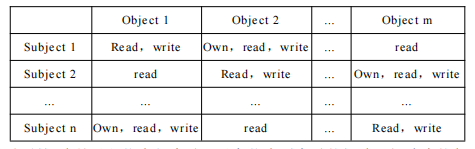 Object 1 Object 2 ... Object m
Subject 1 Read，write Own，read，write ... read
Subject 2 read Read，write ... Own，read，write
... ... ... ... ...
Subject n Own，read，write read ... Read，write